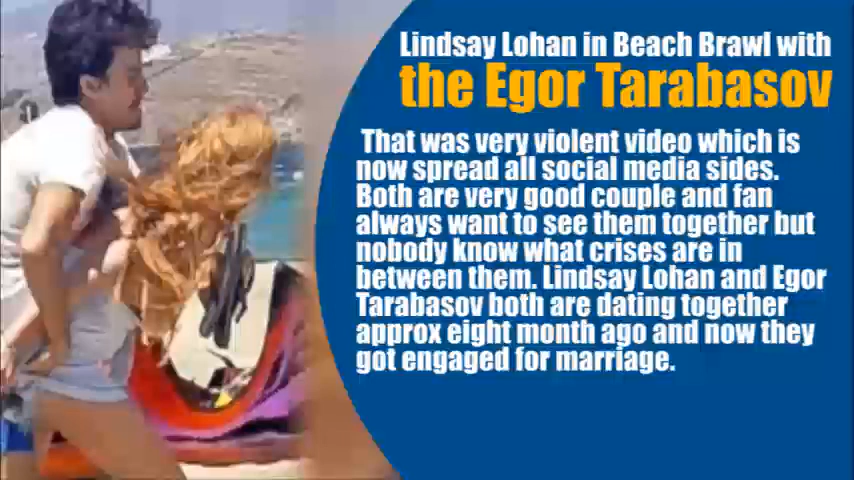 Lindsay Lohan in Beach Brawl with
the Egor Tarabasov
That was very violent video which is
now spread all social media sides.
Both are very good couple and fan
always want to see them together but
nobody know what crises are in
between them. Lindsay Lohan and Egor
Tarabasov both are dating together
approx eight month ago and now they
got engaged for marriage.